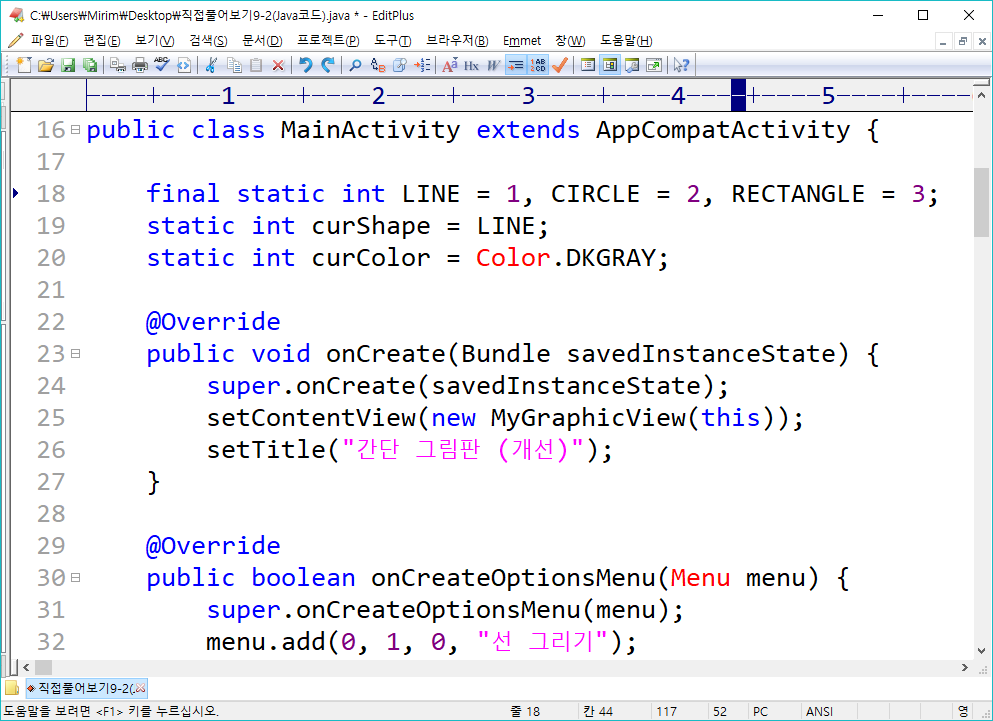 C:₩Users₩Mirim₩Desktop₩직접풀어보기9-2(Java코드).java * - EditPlus
파일(F) 편집(E) 보기(V) 검색(S) 문서(D) 프로젝트(P) 도구(T) 브라우저(B) Emmet 창(W) 도움말(H)
----+----1----+----2----+----3----+----4----+----5----+----
16 public class MainActivity extends AppCompatActivity {
17
18 final static int LINE = 1, CIRCLE = 2, RECTANGLE = 3;
19 static int curShape = LINE;
20 static int curColor = Color.DKGRAY;
21
22 @Override
23 public void onCreate(Bundle savedInstanceState) {
24 super.onCreate(savedInstanceState);
25 setContentView(new MyGraphicView(this));
26 setTitle("간단 그림판 (개선)");
27 }
28
29 @Override
30 public boolean onCreateOptionsMenu(Menu menu) {
31 super.onCreateOptionsMenu(menu);
32 menu.add(0, 1, 0, "선 그리기");
직접풀어보기9-2(.
도움말을 보려면 <F1> 키를 누르십시오. 줄 18 칸 44 117 52 PC ANSI 영